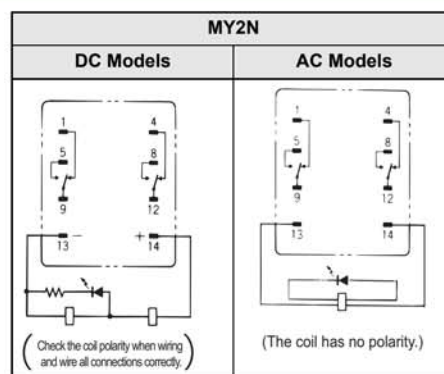 MY2N
DC Models
AC Models
1 4
5 8
9 12
13 − + 14
(Check the coil polarity when wiring
and wire all connections correctly.)
1 4
5 8
9 12
13 14
(The coil has no polarity.)